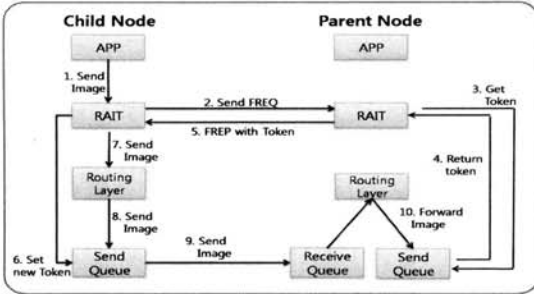 Child Node
Parent Node
APP
APP
1. Send
Image
2. Send FREQ
3. Get
Token
RAIT
RAIT
5. FREP with Token
7. Send
Image
4. Return
token
Routing
Layer
Routing
Layer
8. Send
Image
10. Forward
Image
9. Send
Image
6. Set
new Token
Send
Queue
Receive
Queue
Send
Queue